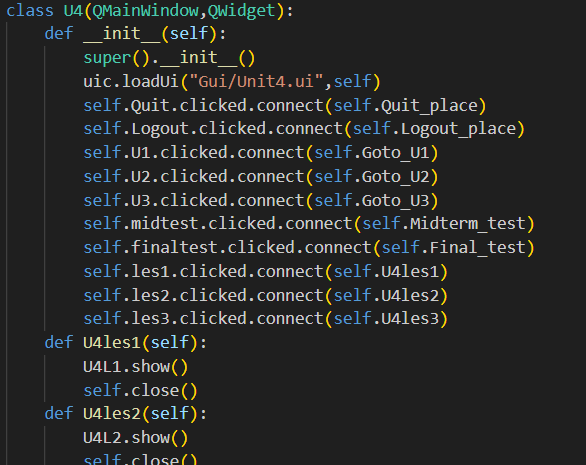 class U4(QMainWindow,QWidget):
    def __init__(self):
        super().__init__()
        uic.loadUi("Gui/Unit4.ui",self)
        self.Quit.clicked.connect(self.Quit_place)
        self.Logout.clicked.connect(self.Logout_place)
        self.U1.clicked.connect(self.Goto_U1)
        self.U2.clicked.connect(self.Goto_U2)
        self.U3.clicked.connect(self.Goto_U3)
        self.midtest.clicked.connect(self.Midterm_test)
        self.finaltest.clicked.connect(self.Final_test)
        self.les1.clicked.connect(self.U4les1)
        self.les2.clicked.connect(self.U4les2)
        self.les3.clicked.connect(self.U4les3)
    def U4les1(self):
        U4L1.show()
        self.close()
    def U4les2(self):
        U4L2.show()
        self.close()